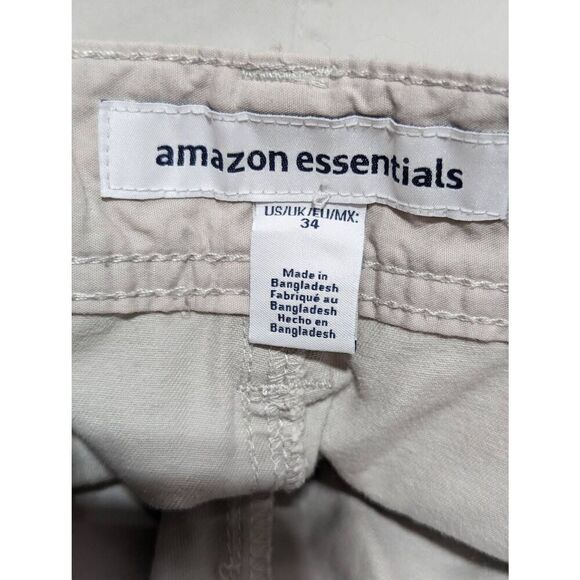 amazon essentials
US/UK/EU/MX:
34
Made in
Bangladesh
Fabriqué au
Bangladesh
Hecho en
Bangladesh